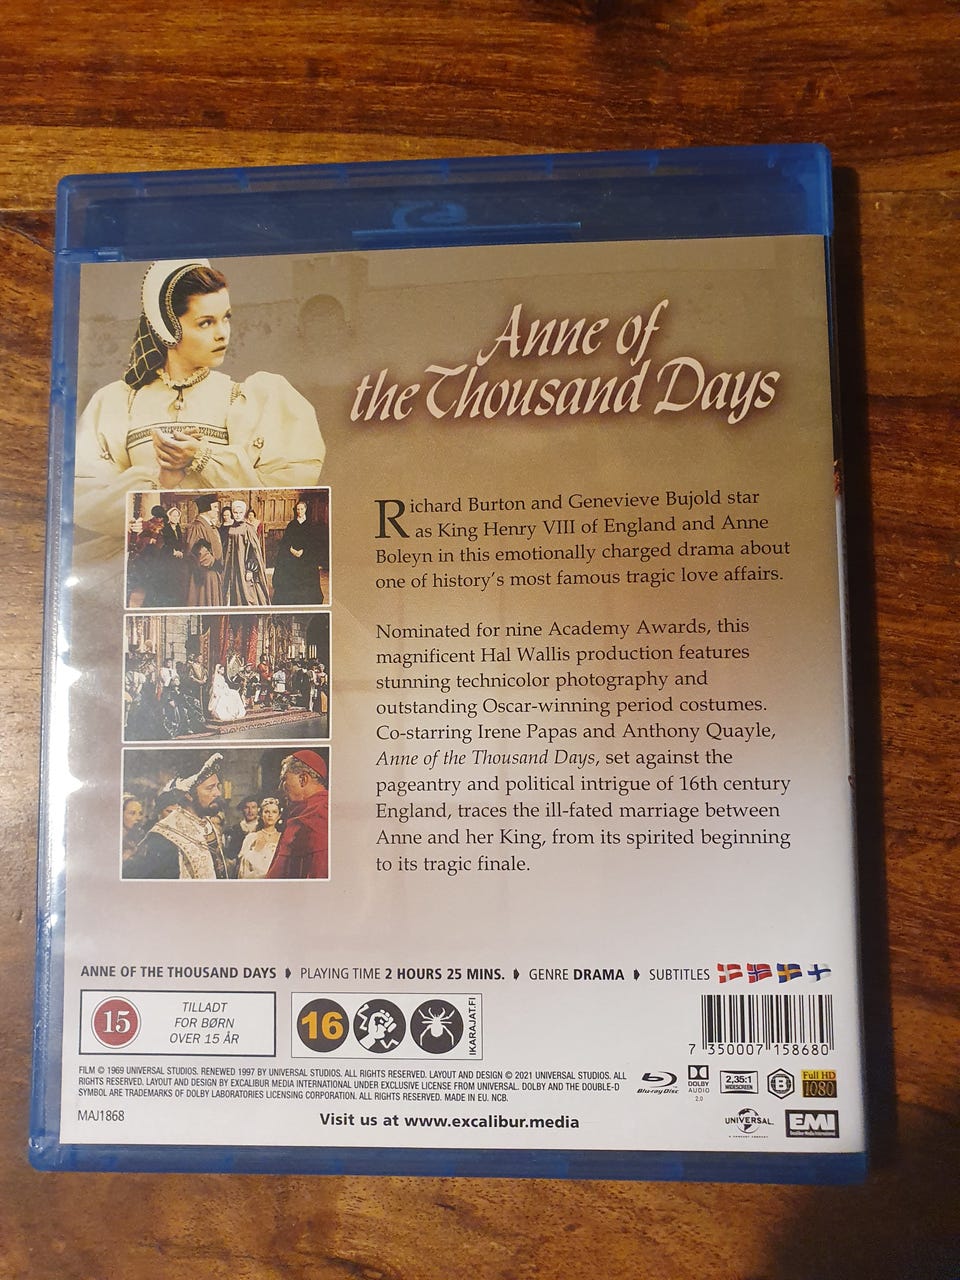 Anne of
the Thousand Days
Richard Burton and Genevieve Bujold star
as King Henry VIII of England and Anne
Boleyn in this emotionally charged drama about
one of history's most famous tragic love affairs.
Nominated for nine Academy Awards, this
magnificent Hal Wallis production features
stunning technicolor photography and
outstanding Oscar-winning period costumes.
Co-starring Irene Papas and Anthony Quayle,
Anne of the Thousand Days, set against the
pageantry and political intrigue of 16th century
England, traces the ill-fated marriage between
Anne and her King, from its spirited beginning
to its tragic finale.
ANNE OF THE THOUSAND DAYS PLAYING TIME 2 HOURS 25 MINS. GENRE DRAMA SUBTITLES
15
TILLADT
FOR BØRN
OVER 15 ÅR
16
IKARAJAT.FI
7 350007 158680
FILM © 1969 UNIVERSAL STUDIOS. RENEWED 1997 BY UNIVERSAL STUDIOS. ALL RIGHTS RESERVED. LAYOUT AND DESIGN © 2021 UNIVERSAL STUDIOS. ALL
RIGHTS RESERVED. LAYOUT AND DESIGN BY EXCALIBUR MEDIA INTERNATIONAL UNDER EXCLUSIVE LICENSE FROM UNIVERSAL. DOLBY AND THE DOUBLE-D
SYMBOL ARE TRADEMARKS OF DOLBY LABORATORIES LICENSING CORPORATION. ALL RIGHTS RESERVED. MADE IN EU. NCB.
Blu-ray Disc
DOLBY
AUDIO
2.0
2,35:1
WIDESCREEN
B
Full HD
1080
MAJ1868
Visit us at www.excalibur.media
UNIVERSAL
A COMCAST COMPANY
EMI
Excalibur Media International